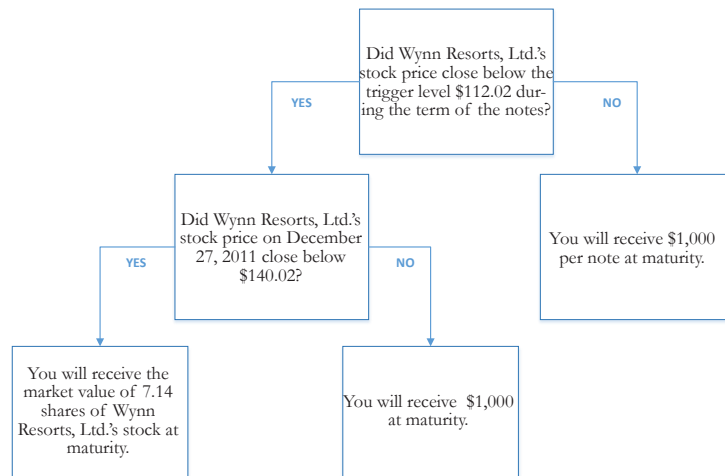 Did Wynn Resorts, Ltd.'s
stock price close below the
trigger level $112.02 dur-
ing the term of the notes?
YES
NO
Did Wynn Resorts, Ltd.'s
stock price on December
27, 2011 close below
$140.02?
You will receive $1,000
per note at maturity.
YES
NO
You will receive the
market value of 7.14
shares of Wynn
Resorts, Ltd.'s stock at
maturity.
You will receive $1,000
at maturity.